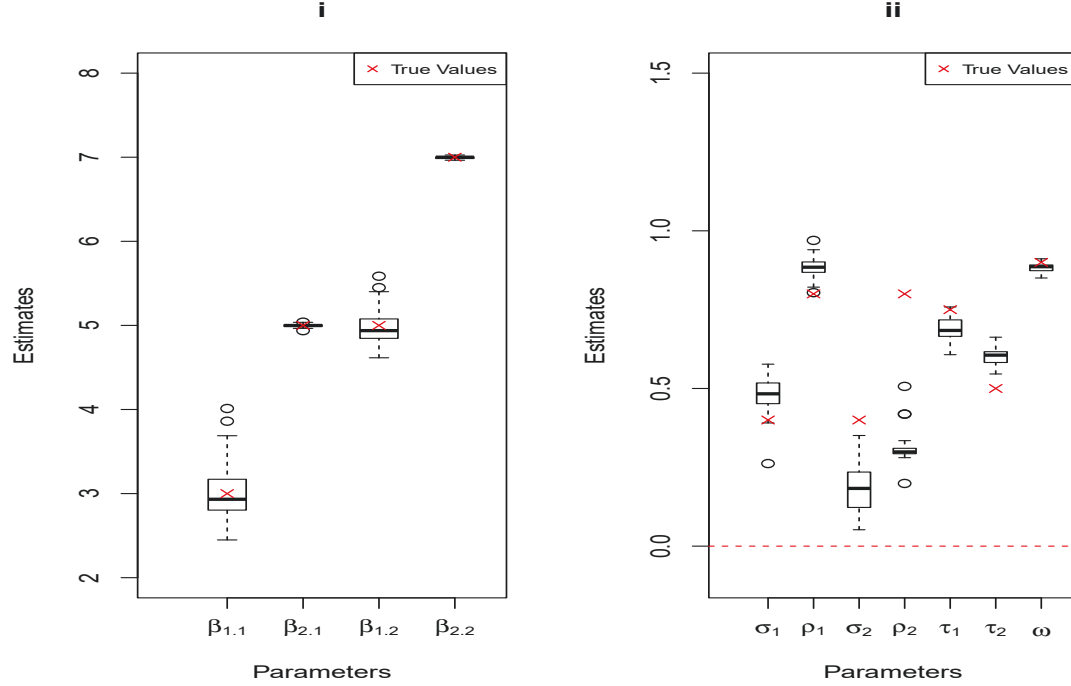 i
True Values
8
7
6
5
4
3
2
Estimates
β1.1 β2.1 β1.2 β2.2
Parameters
ii
True Values
1.5
1.0
0.5
0.0
Estimates
σ1 ρ1 σ2 ρ2 τ1 τ2 ω
Parameters